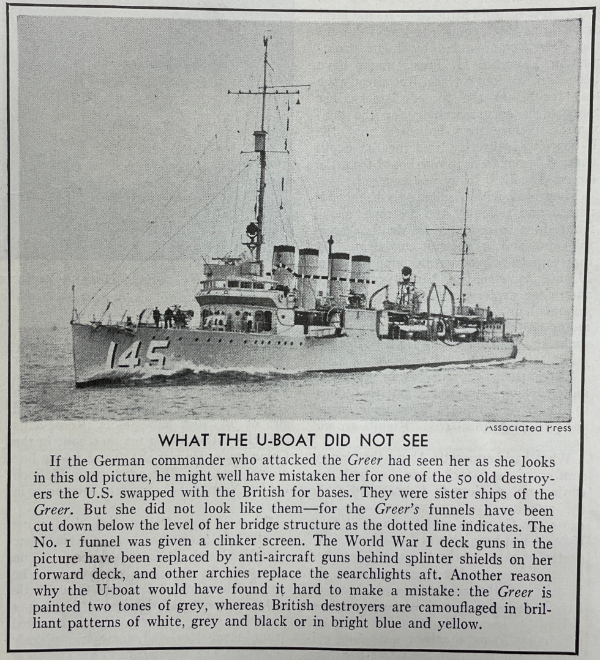 145
Associated Press
WHAT THE U-BOAT DID NOT SEE
If the German commander who attacked the Greer had seen her as she looks
in this old picture, he might well have mistaken her for one of the 50 old destroy-
ers the U.S. swapped with the British for bases. They were sister ships of the
Greer. But she did not look like them—for the Greer's funnels have been
cut down below the level of her bridge structure as the dotted line indicates. The
No. 1 funnel was given a clinker screen. The World War I deck guns in the
picture have been replaced by anti-aircraft guns behind splinter shields on her
forward deck, and other archies replace the searchlights aft. Another reason
why the U-boat would have found it hard to make a mistake: the Greer is
painted two tones of grey, whereas British destroyers are camouflaged in bril-
liant patterns of white, grey and black or in bright blue and yellow.